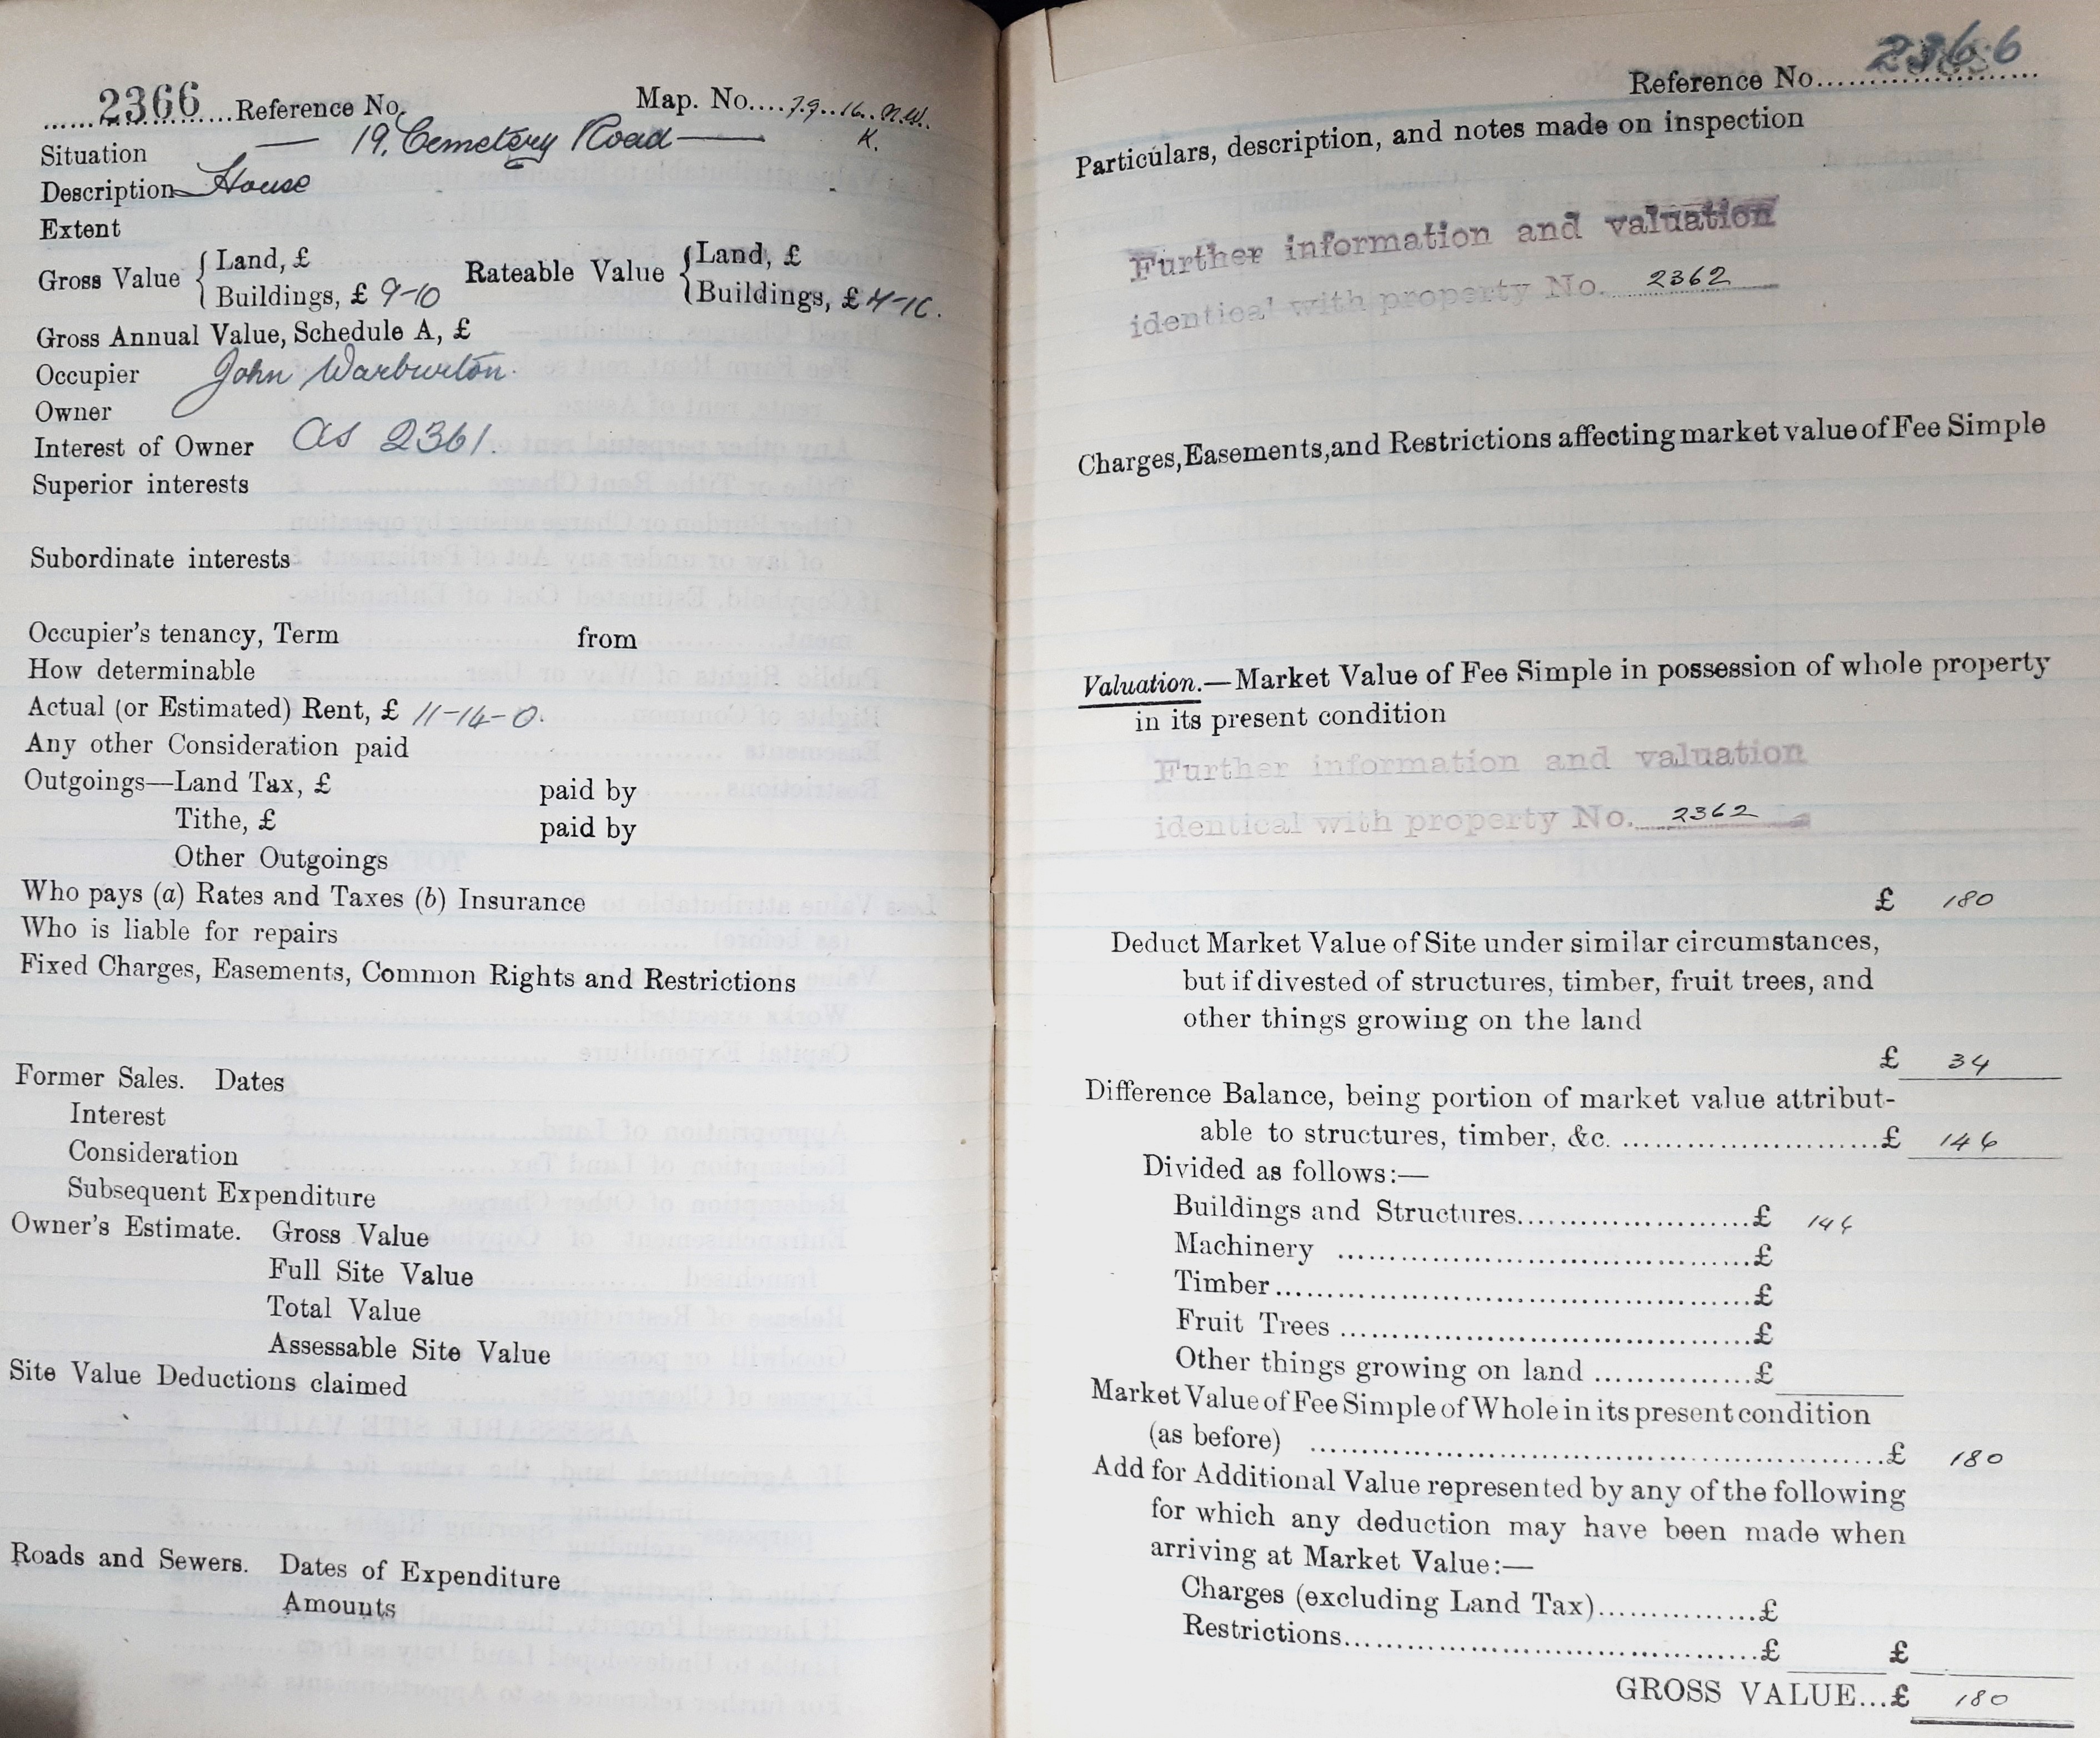 2366 Reference No. Map. No. 79. 16. N.W.
K.
Situation — 19, Cemetery Road —
Description House
Extent
Gross Value { Land, £
Buildings, £ 9-10
Rateable Value { Land, £
Buildings, £
Gross Annual Value, Schedule A, £
Occupier John Warburton.
Owner
Interest of Owner as 2361.
Superior interests
Subordinate interests
Occupier's tenancy, Term from
How determinable
Actual (or Estimated) Rent, £ 11-14-0.
Any other Consideration paid
Outgoings—Land Tax, £ paid by
Tithe, £ paid by
Other Outgoings
Who pays (a) Rates and Taxes (b) Insurance
Who is liable for repairs
Fixed Charges, Easements, Common Rights and Restrictions
Former Sales. Dates
Interest
Consideration
Subsequent Expenditure
Owner's Estimate. Gross Value
Full Site Value
Total Value
Assessable Site Value
Site Value Deductions claimed
Roads and Sewers. Dates of Expenditure
Amounts
Reference No. 2366
Particulars, description, and notes made on inspection
Further information and valuation
identical with property No. 2362
Charges, Easements, and Restrictions affecting market value of Fee Simple
Valuation.—Market Value of Fee Simple in possession of whole property
in its present condition
Further information and valuation
identical with property No. 2362
£ 180
Deduct Market Value of Site under similar circumstances,
but if divested of structures, timber, fruit trees, and
other things growing on the land
£ 34
Difference Balance, being portion of market value attribut-
able to structures, timber, &c. £ 146
Divided as follows:—
Buildings and Structures £ 146
Machinery £
Timber £
Fruit Trees £
Other things growing on land £
Market Value of Fee Simple of Whole in its present condition
(as before) £ 180
Add for Additional Value represented by any of the following
for which any deduction may have been made when
arriving at Market Value:—
Charges (excluding Land Tax) £
Restrictions £ £
GROSS VALUE...£ 180